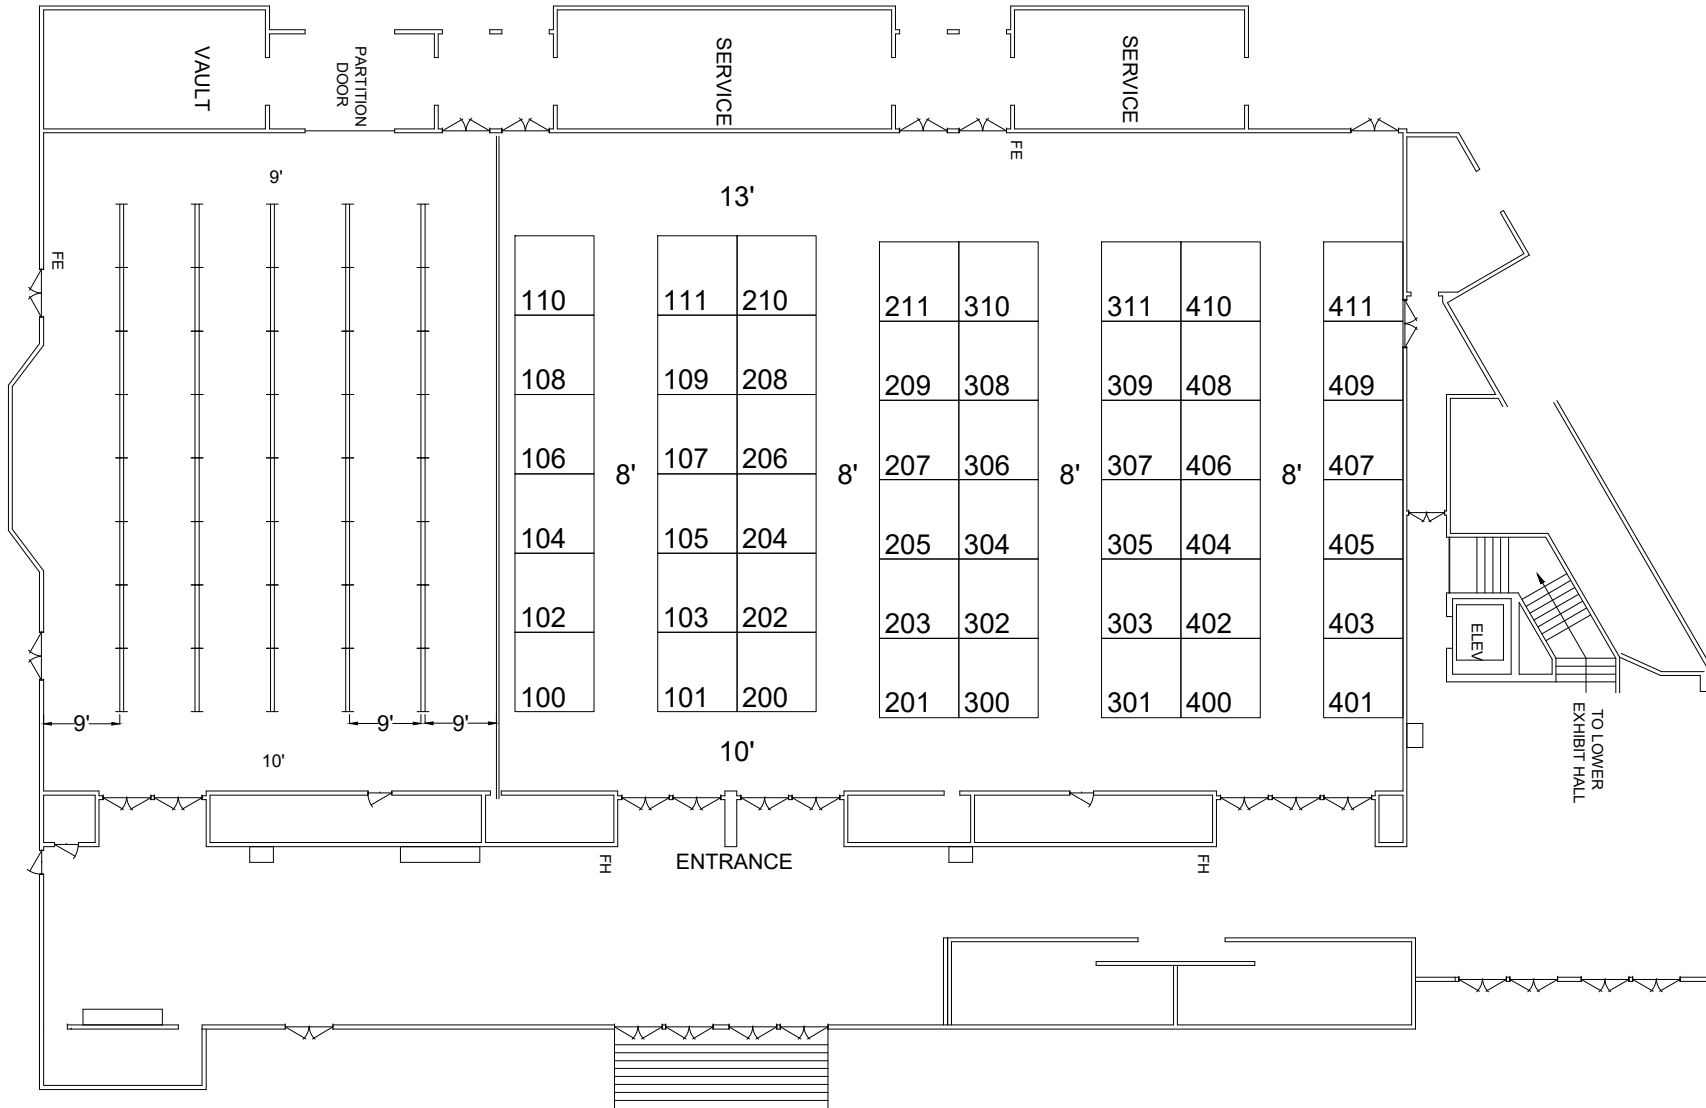 VAULT
PARTITION
DOOR
SERVICE
SERVICE
FE
9'
13'
FE
110 111 210 211 310 311 410 411
108 109 208 209 308 309 408 409
106 107 206 207 306 307 406 407
8' 8' 8' 8'
104 105 204 205 304 305 404 405
102 103 202 203 302 303 402 403
ELEV
100 101 200 201 300 301 400 401
9' 9' 9'
TO LOWER
EXHIBIT HALL
10'
10'
FH
ENTRANCE
FH